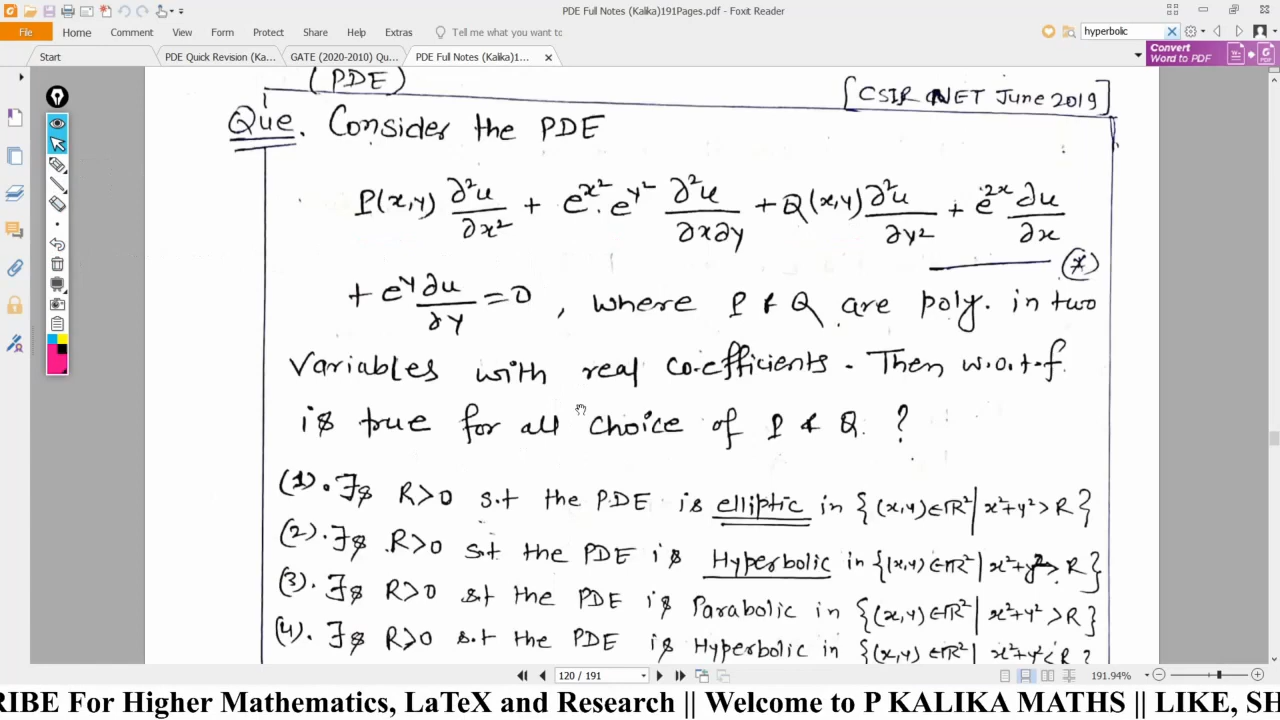 PDE Full Notes (Kalika)191Pages.pdf - Foxit Reader
File Home Comment View Form Protect Share Help Extras Tell me what you want to hyperbolic
Start PDE Quick Revision (Ka... GATE (2020-2010) Qu... PDE Full Notes (Kalika)1... Convert Word to PDF
(PDE) [CSIR NET June 2019]
Que. Consider the PDE
P(x,y) ∂²u/∂x² + e^x². e^y² ∂²u/∂x∂y + Q(x,y) ∂²u/∂y² + e^2x ∂u/∂x
(*)
+ e^y ∂u/∂y = 0 , where P & Q are poly. in two
variables with real co.efficients. Then w.o.t.f.
is true for all choice of P & Q. ?
(1). ∃s R>0 s.t the PDE is elliptic in {(x,y)∈ℝ² | x²+y²>R}
(2). ∃s R>0 s.t the PDE is Hyperbolic in {(x,y)∈ℝ² | x²+y²>R}
(3). ∃s R>0 s.t the PDE is Parabolic in {(x,y)∈ℝ² | x²+y²>R}
(4). ∃s R>0 s.t the PDE is Hyperbolic in {(x,y)∈ℝ² | x²+y²<R}
120 / 191 191.94%
RIBE For Higher Mathematics, LaTeX and Research || Welcome to P KALIKA MATHS || LIKE, SH